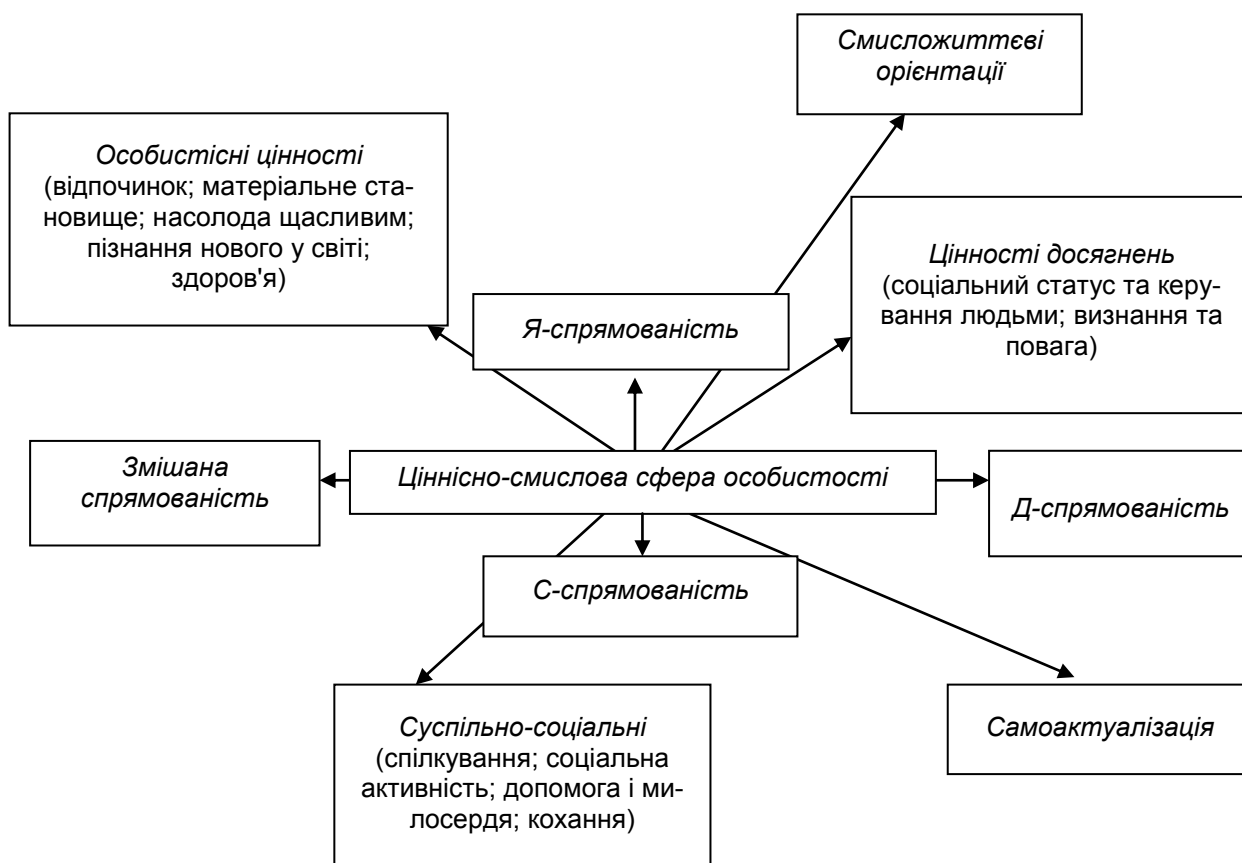 Смисложиттєві
орієнтації
Особистісні цінності
(відпочинок; матеріальне ста-
новище; насолода щасливим;
пізнання нового у світі;
здоров'я)
Цінності досягнень
(соціальний статус та керу-
вання людьми; визнання та
повага)
Я-спрямованість
Змішана
спрямованість
Ціннісно-смислова сфера особистості
Д-спрямованість
С-спрямованість
Суспільно-соціальні
(спілкування; соціальна
активність; допомога і ми-
лосердя; кохання)
Самоактуалізація